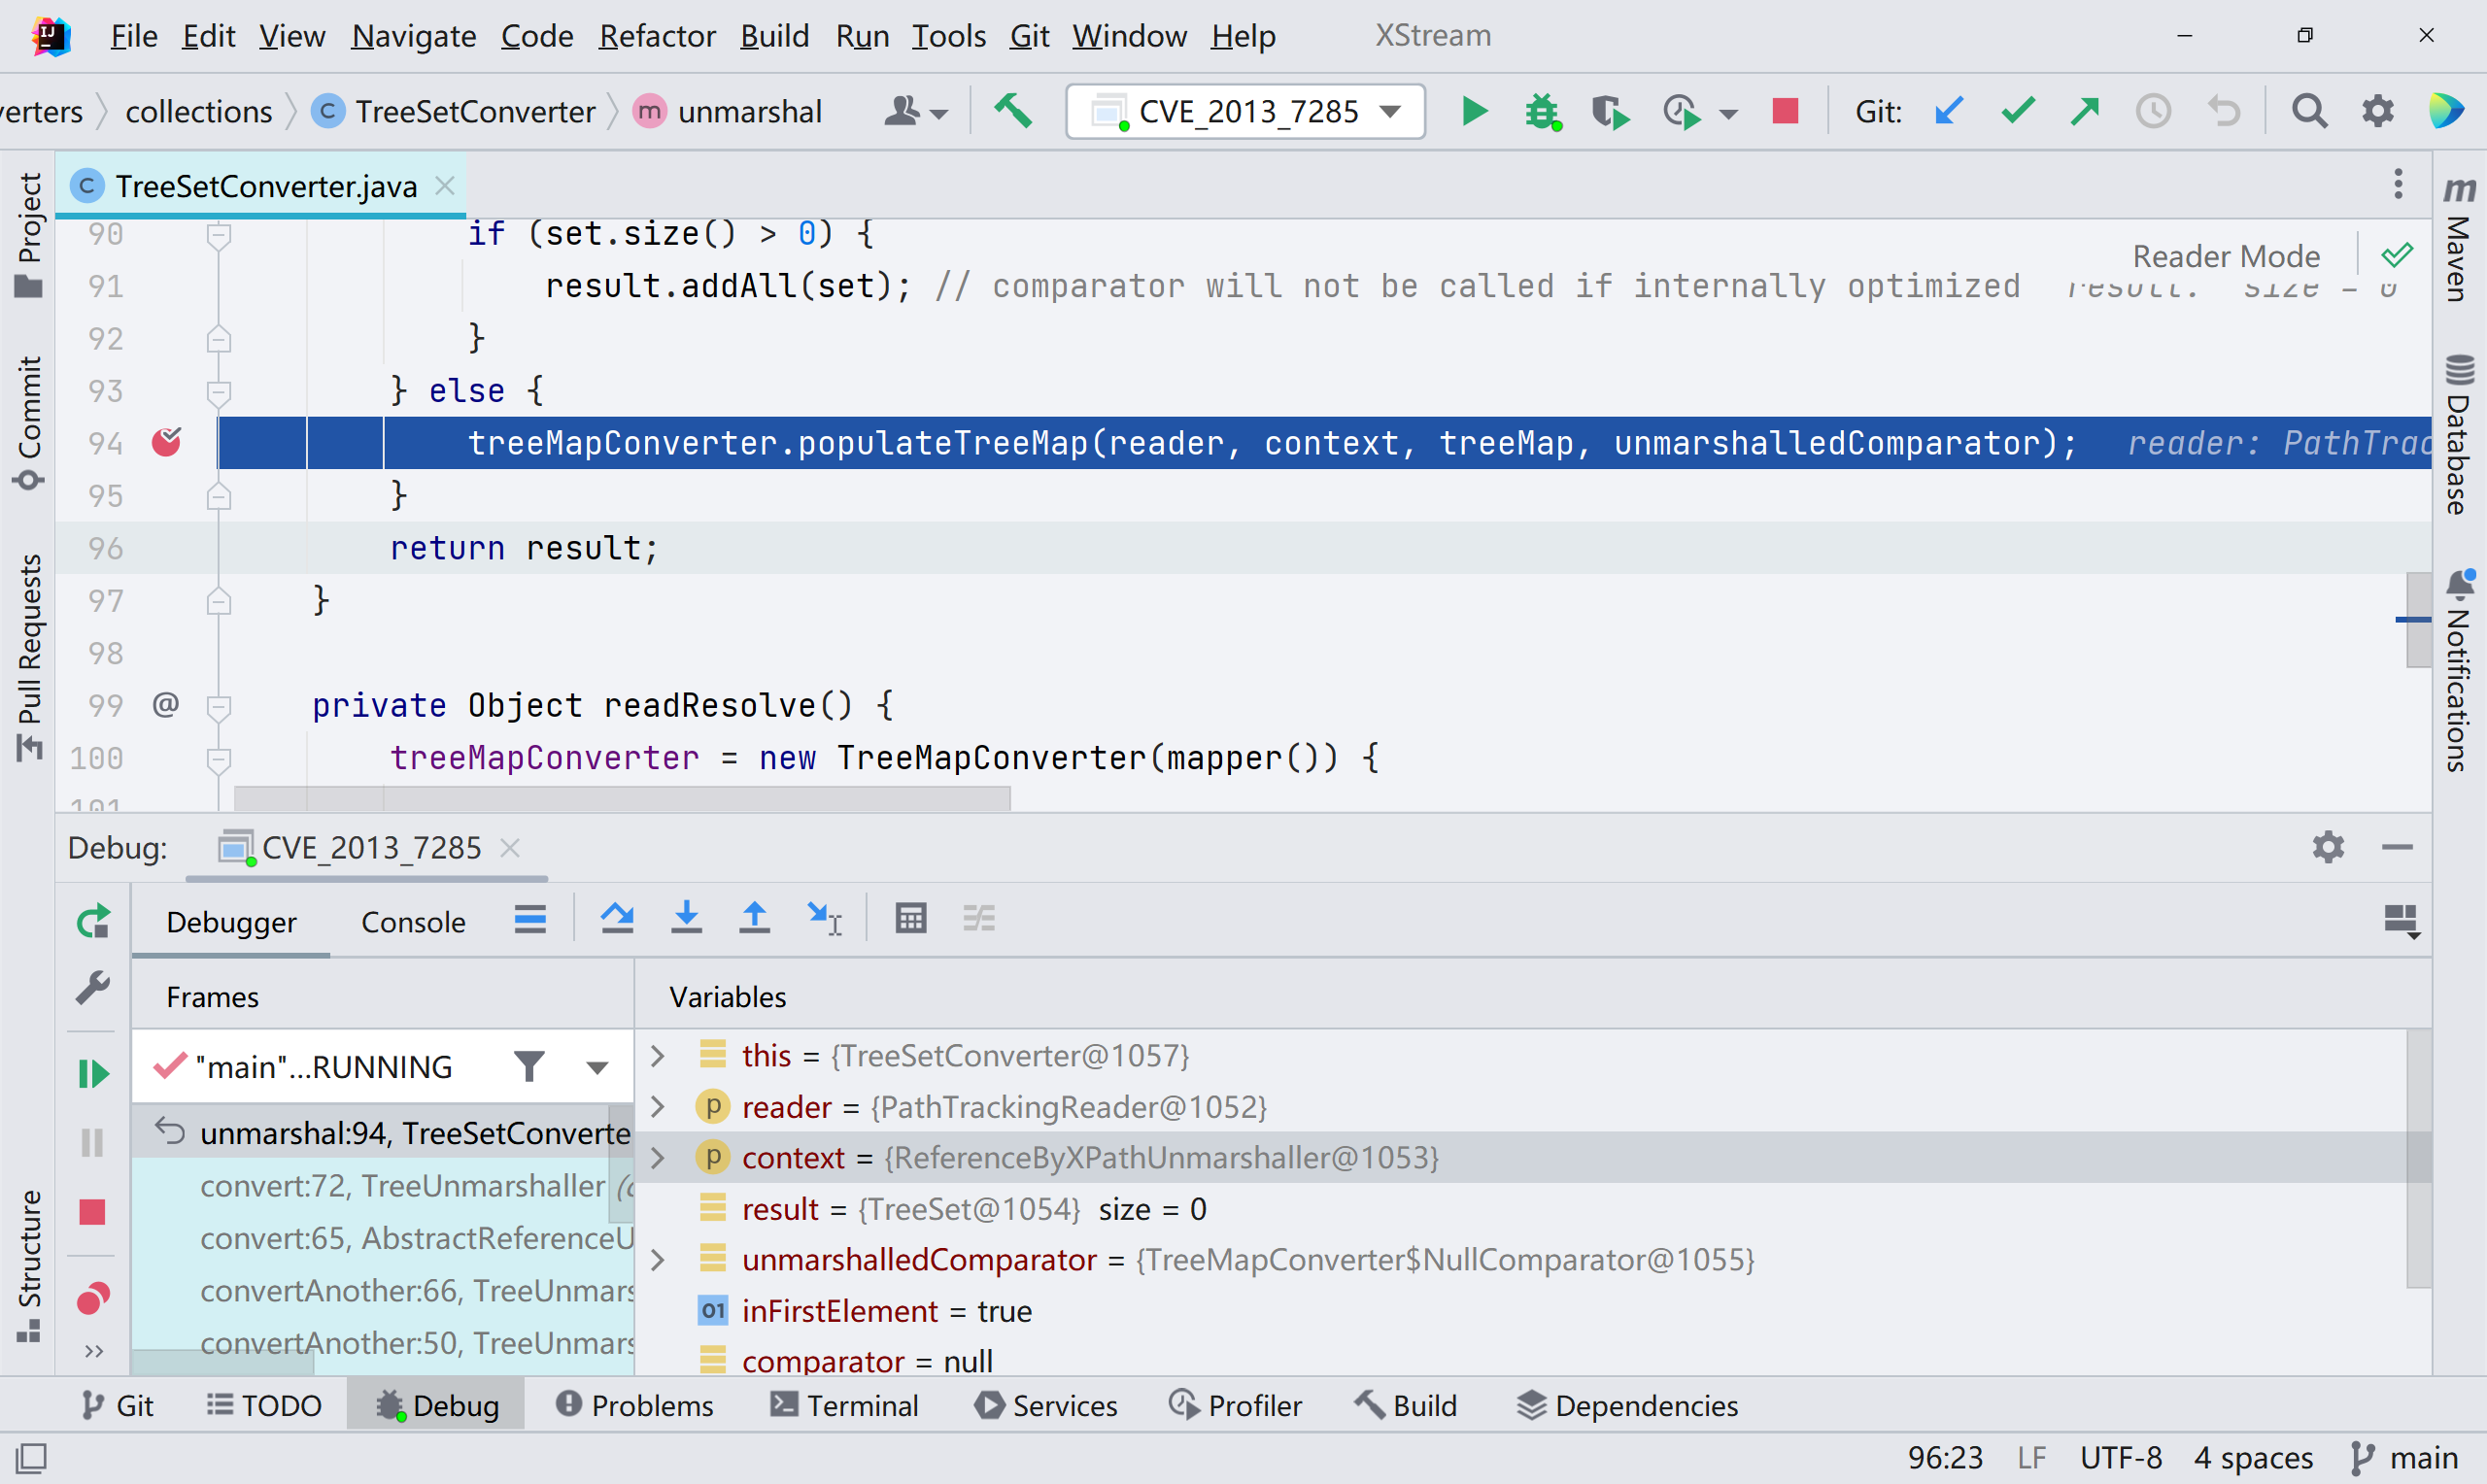 File Edit View Navigate Code Refactor Build Run Tools Git Window Help XStream
verters collections C TreeSetConverter m unmarshal CVE_2013_7285 Git:
C TreeSetConverter.java
90 if (set.size() > 0) {
Reader Mode
91 result.addAll(set); // comparator will not be called if internally optimized result: size = 0
92 }
93 } else {
94 treeMapConverter.populateTreeMap(reader, context, treeMap, unmarshalledComparator); reader: PathTrac
95 }
96 return result;
97 }
98
99 @ private Object readResolve() {
100 treeMapConverter = new TreeMapConverter(mapper()) {
101
Project
Commit
Pull Requests
Structure
m Maven
Database
Notifications
Debug: CVE_2013_7285
Debugger Console
Frames
"main"...RUNNING
unmarshal:94, TreeSetConverte
convert:72, TreeUnmarshaller (c
convert:65, AbstractReferenceU
convertAnother:66, TreeUnmars
convertAnother:50, TreeUnmars
Variables
this = {TreeSetConverter@1057}
p reader = {PathTrackingReader@1052}
p context = {ReferenceByXPathUnmarshaller@1053}
result = {TreeSet@1054} size = 0
unmarshalledComparator = {TreeMapConverter$NullComparator@1055}
01 inFirstElement = true
comparator = null
Git TODO Debug Problems Terminal Services Profiler Build Dependencies
96:23 LF UTF-8 4 spaces main